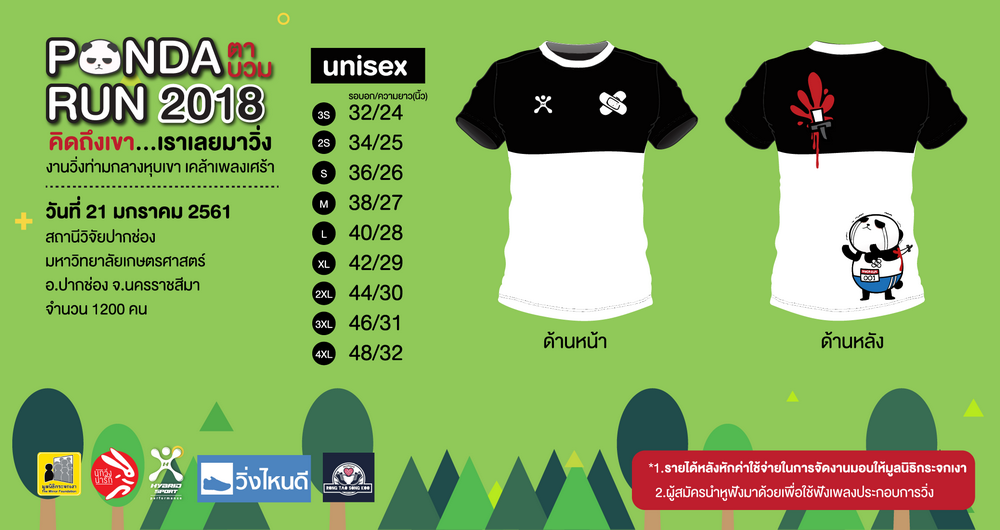 PANDA ตาบวม
RUN 2018
คิดถึงเขา...เราเลยมาวิ่ง
งานวิ่งท่ามกลางหุบเขา เคล้าเพลงเศร้า
วันที่ 21 มกราคม 2561
สถานีวิจัยปากช่อง
มหาวิทยาลัยเกษตรศาสตร์
อ.ปากช่อง จ.นครราชสีมา
จำนวน 1200 คน
unisex
รอบอก/ความยาว(นิ้ว)
3S 32/24
2S 34/25
S 36/26
M 38/27
L 40/28
XL 42/29
2XL 44/30
3XL 46/31
4XL 48/32
ด้านหน้า
001
ด้านหลัง
มูลนิธิกระจกเงา
The Mirror Foundation
HYBRID
SPORT
performance
วิ่งไหนดี
RONG TAO SONG KON
*1.รายได้หลังหักค่าใช้จ่ายในการจัดงานมอบให้มูลนิธิกระจกเงา
2.ผู้สมัครนำหูฟังมาด้วยเพื่อใช้ฟังเพลงประกอบการวิ่ง